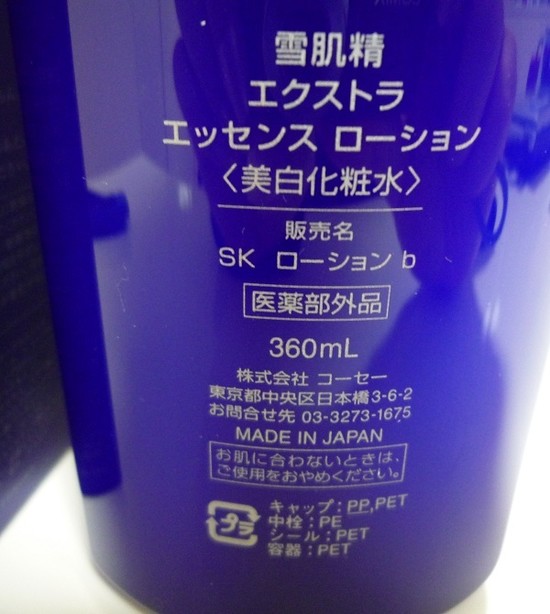 雪肌精
エクストラ
エッセンス ローション
〈美白化粧水〉
販売名
SK ローション b
医薬部外品
360mL
株式会社 コーセー
東京都中央区日本橋3-6-2
お問合せ先 03-3273-1675
MADE IN JAPAN
お肌に合わないときは、
ご使用をおやめください。
プラ
キャップ:PP,PET
中栓:PE
シール:PET
容器:PET